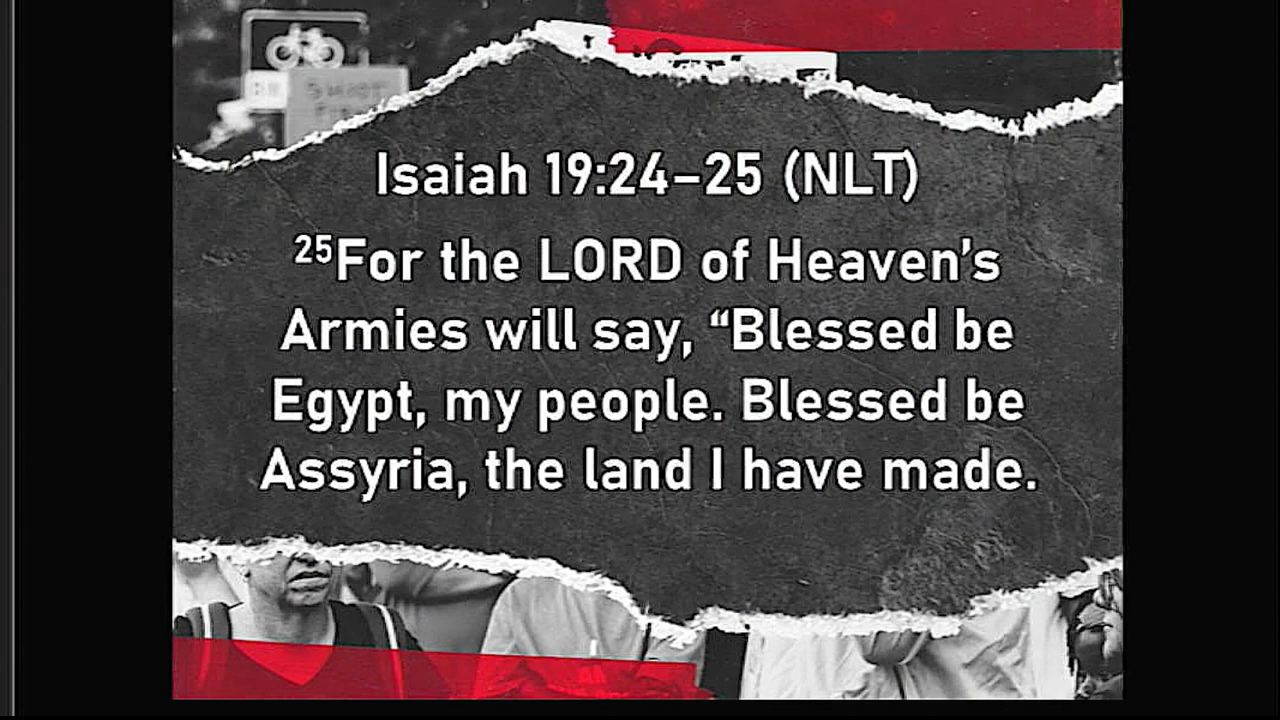 Isaiah 19:24–25 (NLT)
²⁵For the LORD of Heaven’s
Armies will say, “Blessed be
Egypt, my people. Blessed be
Assyria, the land I have made.